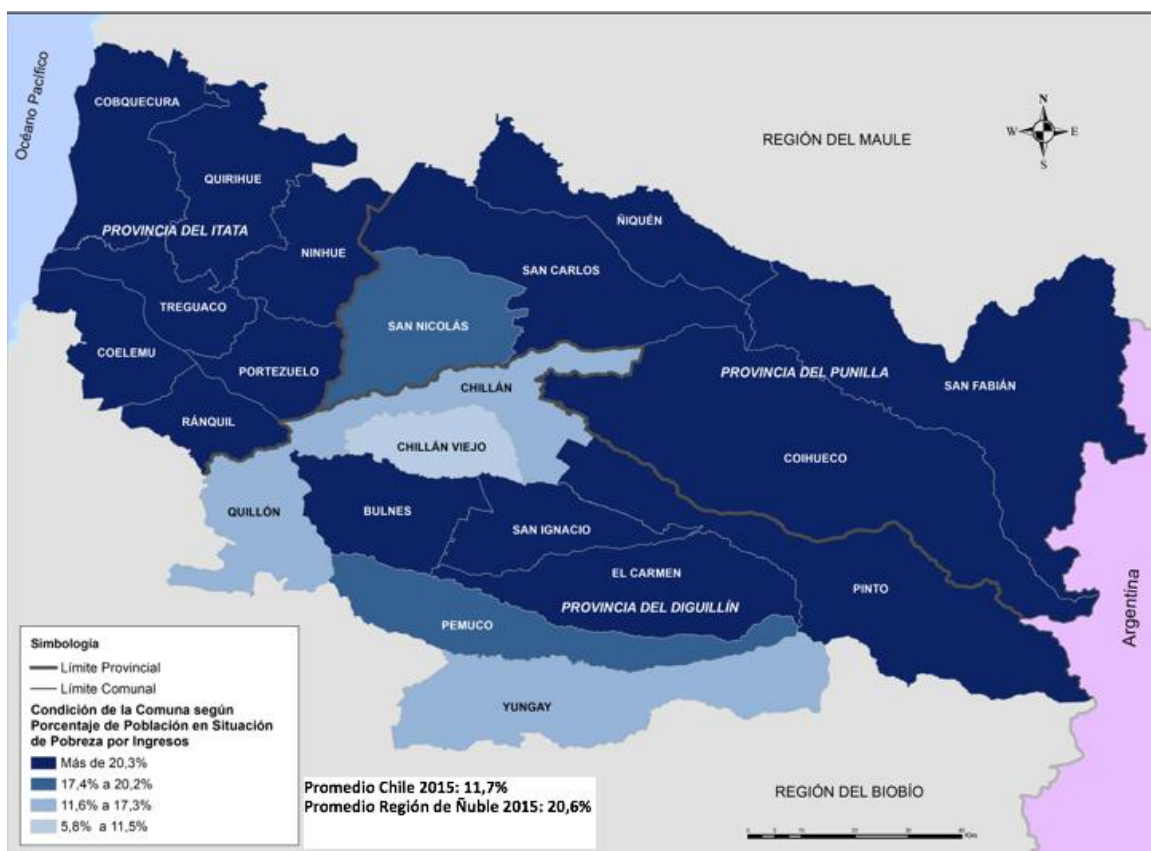 Océano Pacífico
COBQUECURA
QUIRIHUE
PROVINCIA DEL ITATA
NINHUE
TREGUACO
COELEMU
PORTEZUELO
RÁNQUIL
REGIÓN DEL MAULE
N
W
E
S
ÑIQUÉN
SAN CARLOS
SAN NICOLÁS
PROVINCIA DEL PUNILLA
SAN FABIÁN
CHILLÁN
CHILLÁN VIEJO
COIHUECO
QUILLÓN
BULNES
SAN IGNACIO
EL CARMEN
PINTO
PROVINCIA DEL DIGUILLÍN
PEMUCO
YUNGAY
Argentina
REGIÓN DEL BIOBÍO
Simbología
Límite Provincial
Límite Comunal
Condición de la Comuna según
Porcentaje de Población en Situación
de Pobreza por Ingresos
Más de 20,3%
17,4% a 20,2%
11,6% a 17,3%
5,8% a 11,5%
Promedio Chile 2015: 11,7%
Promedio Región de Ñuble 2015: 20,6%